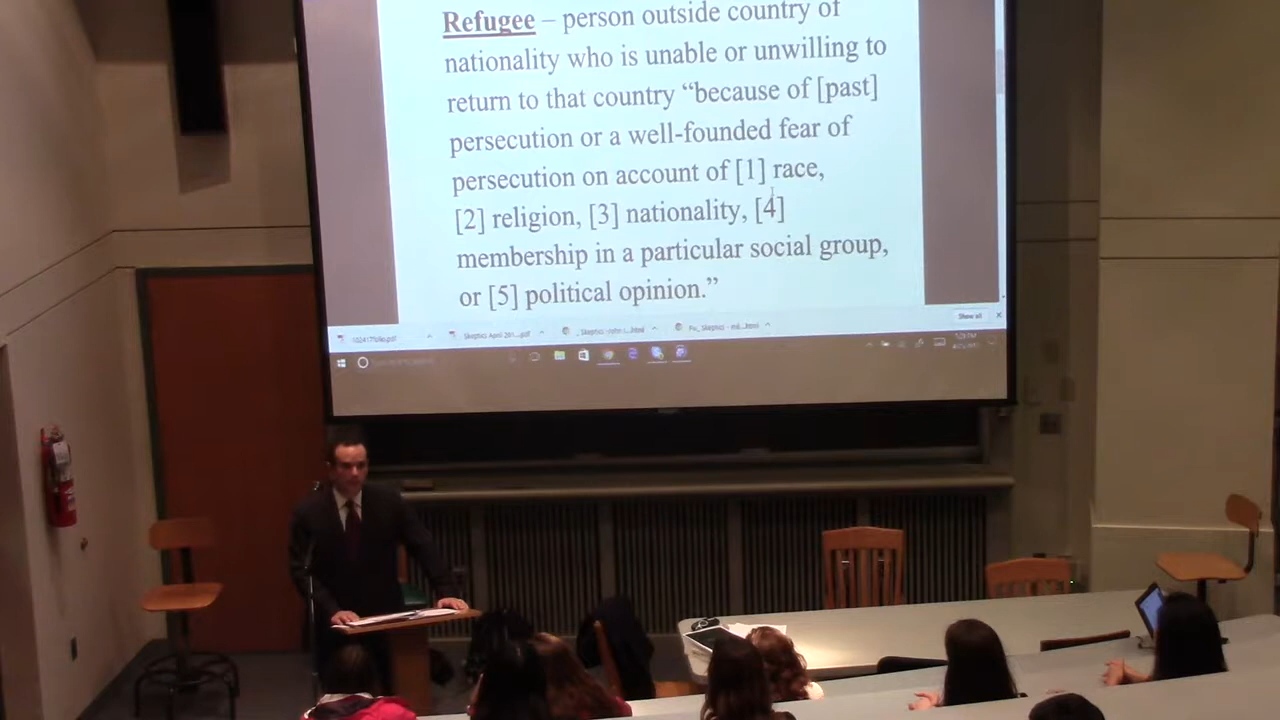 Refugee – person outside country of
nationality who is unable or unwilling to
return to that country “because of [past]
persecution or a well-founded fear of
persecution on account of [1] race,
[2] religion, [3] nationality, [4]
membership in a particular social group,
or [5] political opinion.”
Show all